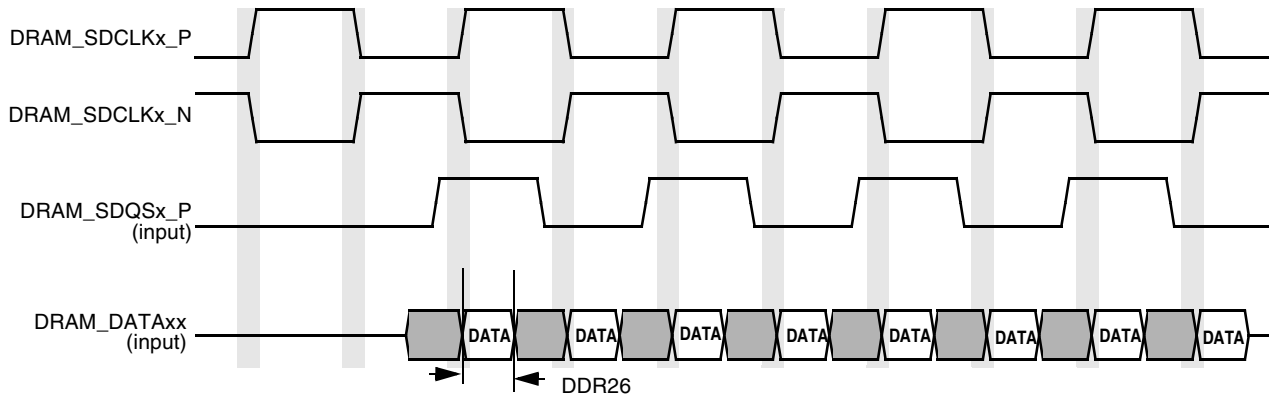 DRAM_SDCLKx_P
DRAM_SDCLKx_N
DRAM_SDQSx_P
(input)
DRAM_DATAxx
(input)
DATA DATA DATA DATA DATA DATA DATA DATA
DDR26